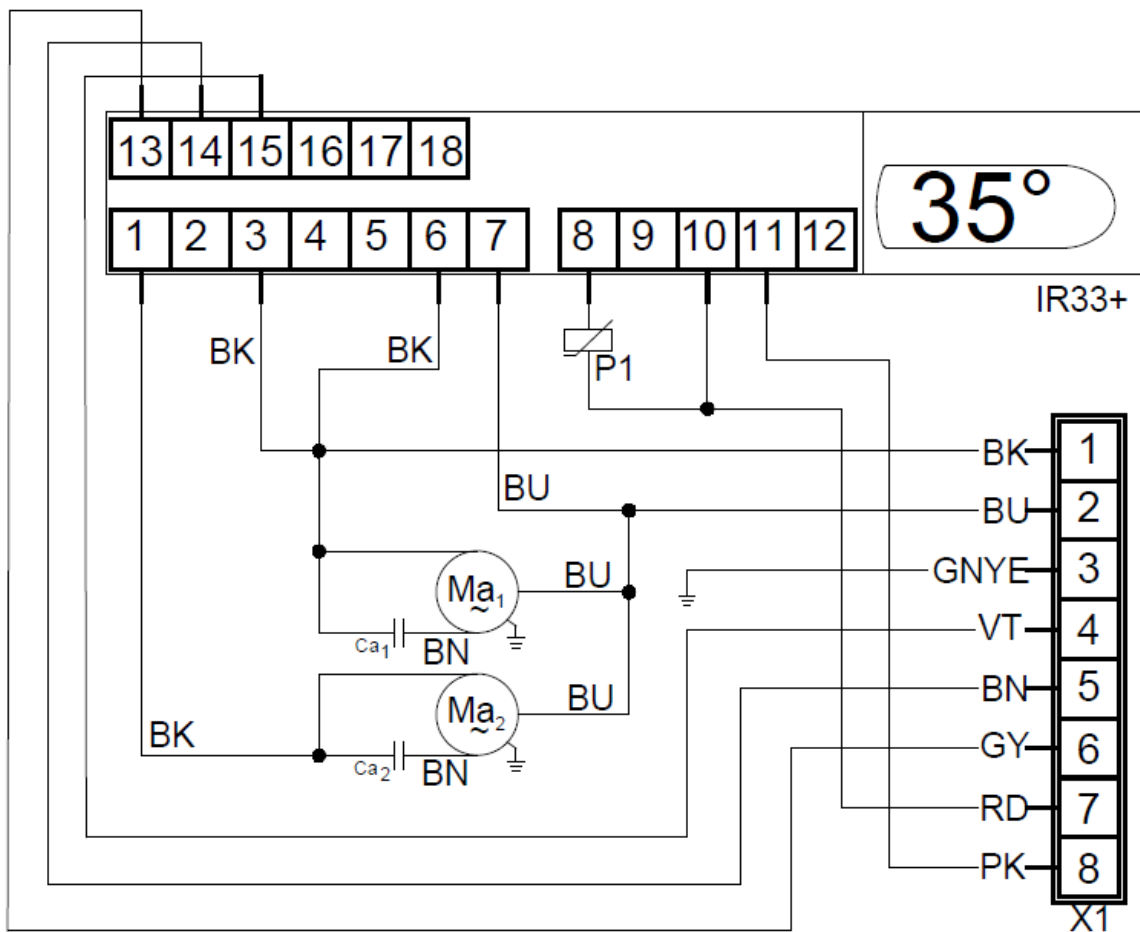 13 14 15 16 17 18
35°
1 2 3 4 5 6 7 8 9 10 11 12
IR33+
BK BK
P1
BK 1
BU
BU 2
GNYE 3
Ma1 ~ BU
VT 4
Ca1 BN
BN 5
Ma2 ~ BU
BK
GY 6
Ca2 BN
RD 7
PK 8
X1